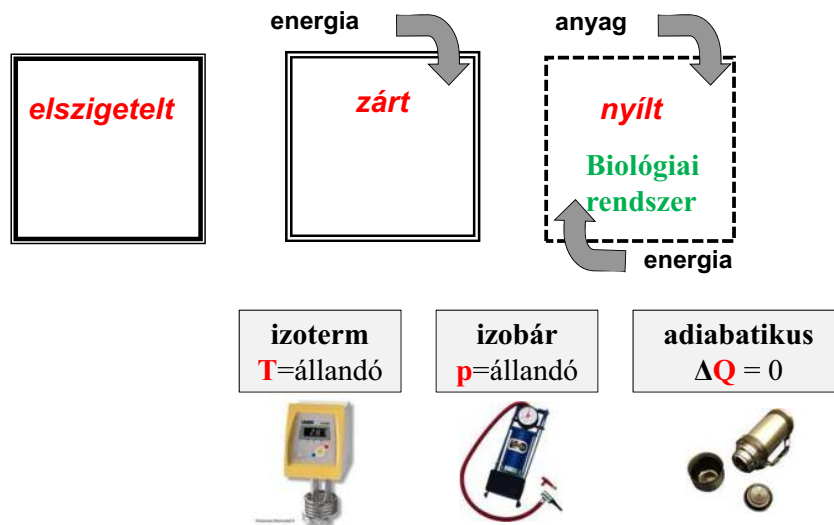 energia
anyag
elszigetelt
zárt
nyílt
Biológiai
rendszer
energia
izoterm
T=állandó
izobár
p=állandó
adiabatikus
ΔQ = 0